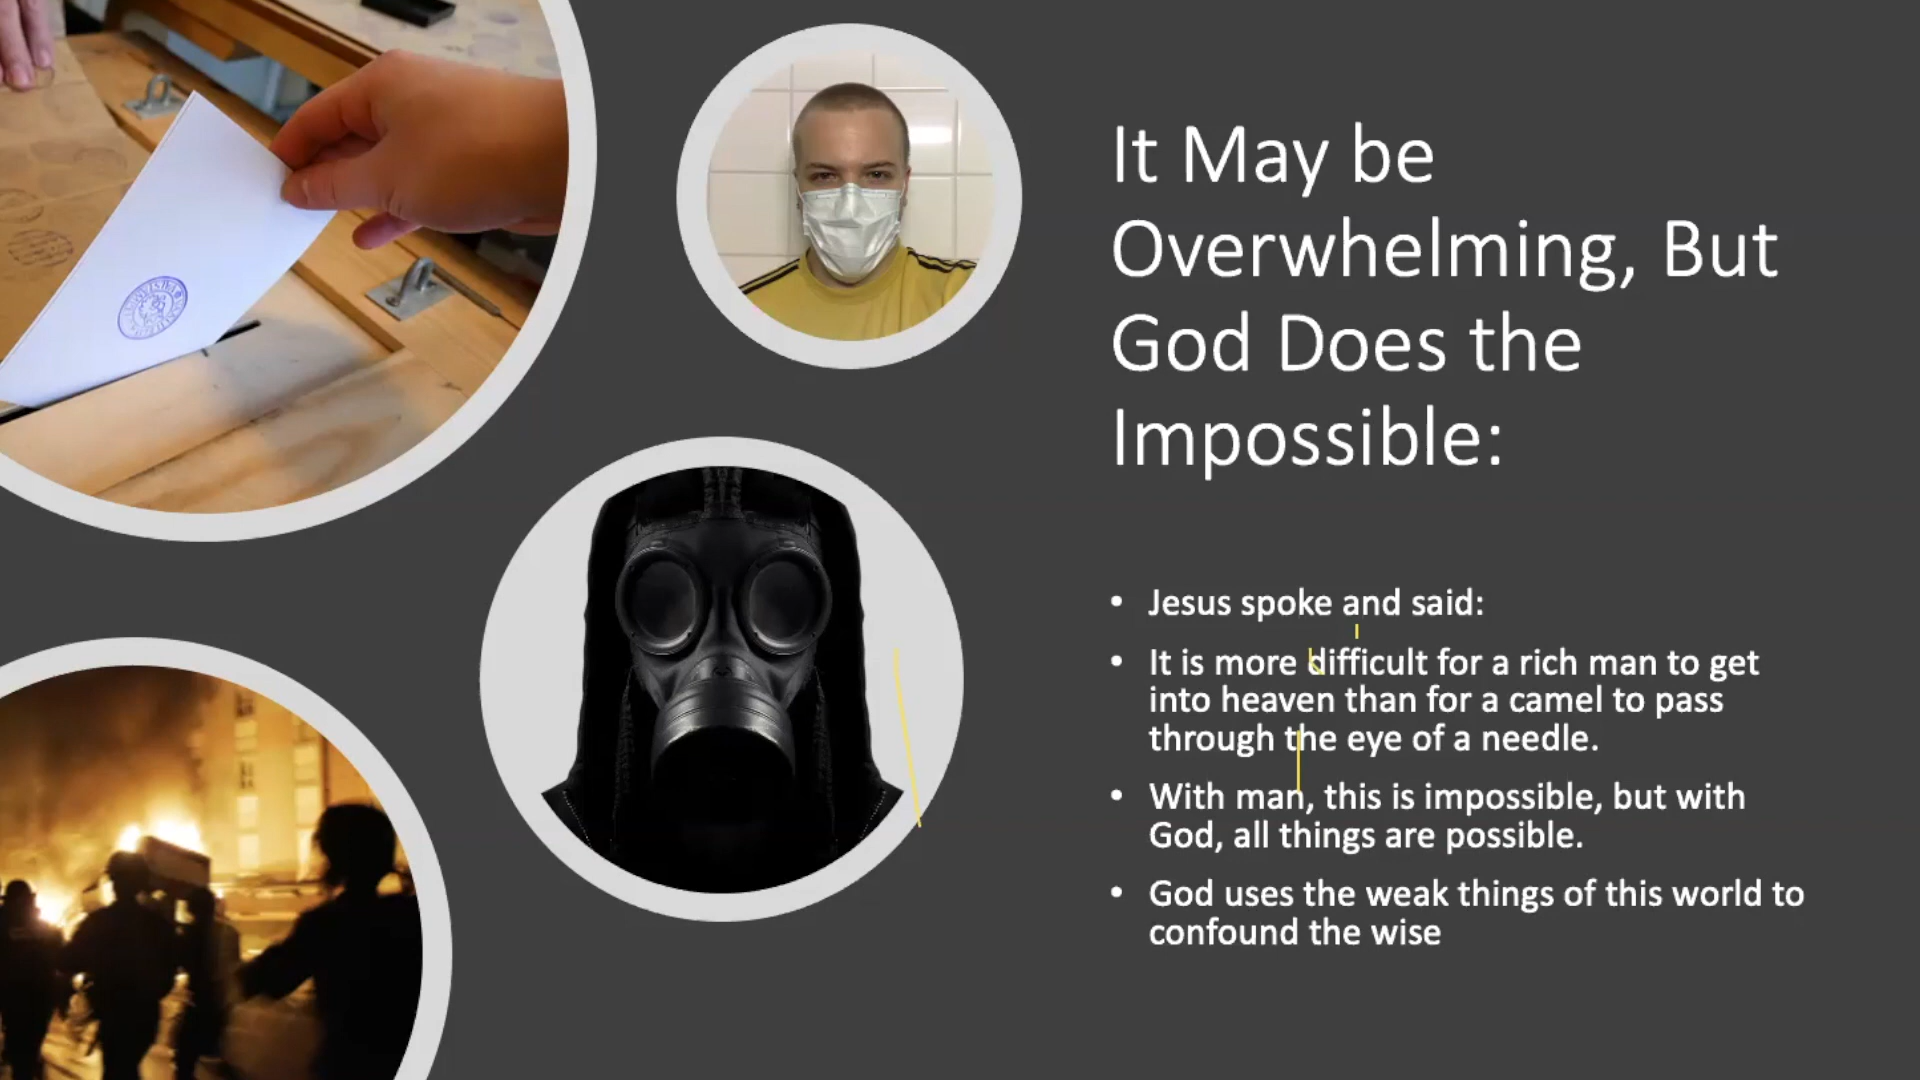 It May be
Overwhelming, But
God Does the
Impossible:
• Jesus spoke and said:
• It is more difficult for a rich man to get
into heaven than for a camel to pass
through the eye of a needle.
• With man, this is impossible, but with
God, all things are possible.
• God uses the weak things of this world to
confound the wise